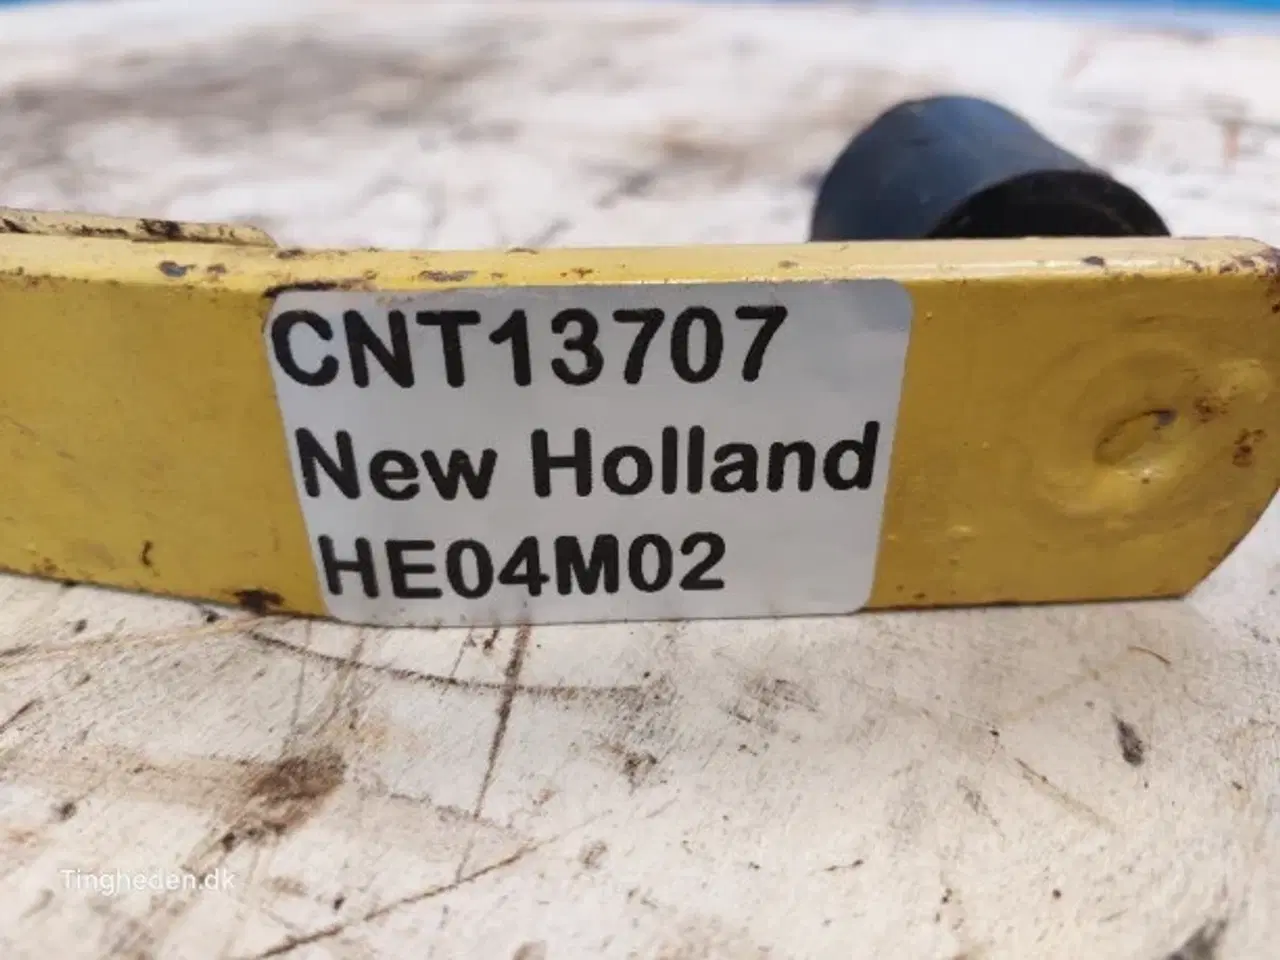 CNT13707
New Holland
HE04M02
Tingheden.dk